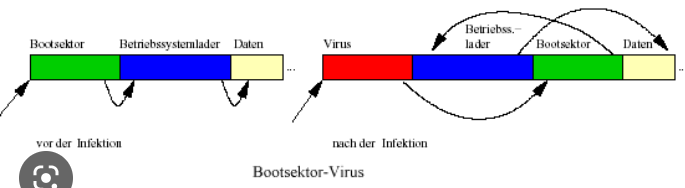 Bootsektor Betriebssystemlader Daten
...
Virus
Betriebss.–
lader
Bootsektor
Daten
...
vor der Infektion
nach der Infektion
Bootsektor-Virus